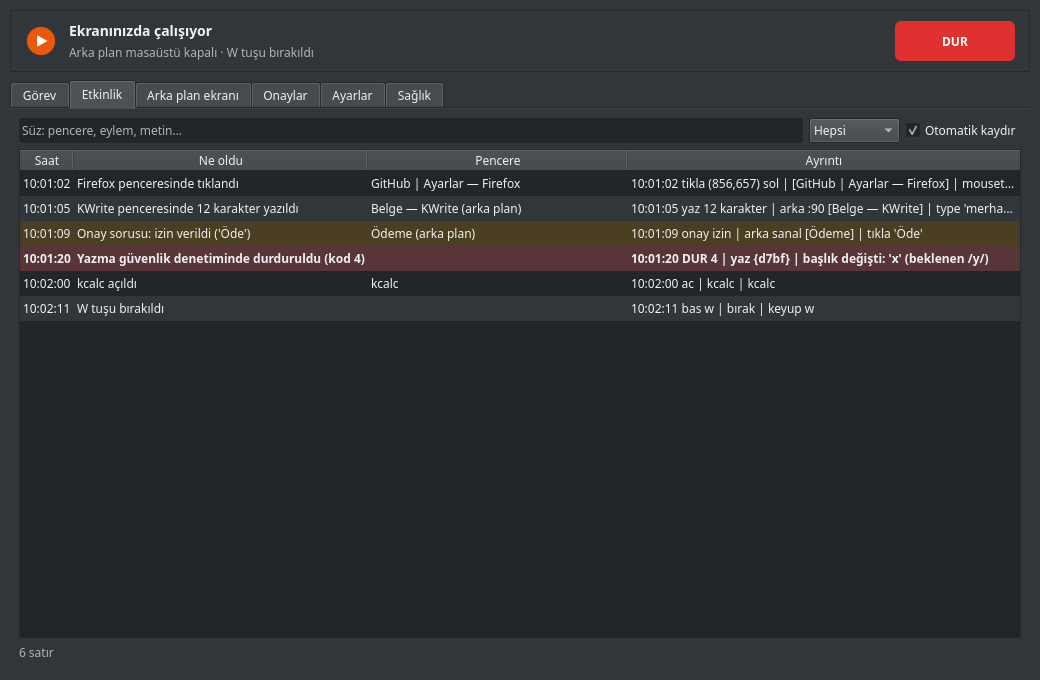 Ekranınızda çalışıyor
Arka plan masaüstü kapalı · W tuşu bırakıldı
DUR
Görev Etkinlik Arka plan ekranı Onaylar Ayarlar Sağlık
Süz: pencere, eylem, metin... Hepsi Otomatik kaydır
Saat Ne oldu Pencere Ayrıntı
10:01:02 Firefox penceresinde tıklandı GitHub | Ayarlar — Firefox 10:01:02 tikla (856,657) sol | [GitHub | Ayarlar — Firefox] | mouset...
10:01:05 KWrite penceresinde 12 karakter yazıldı Belge — KWrite (arka plan) 10:01:05 yaz 12 karakter | arka :90 [Belge — KWrite] | type 'merha...
10:01:09 Onay sorusu: izin verildi ('Öde') Ödeme (arka plan) 10:01:09 onay izin | arka sanal [Ödeme] | tıkla 'Öde'
10:01:20 Yazma güvenlik denetiminde durduruldu (kod 4) 10:01:20 DUR 4 | yaz {d7bf} | başlık değişti: 'x' (beklenen /y/)
10:02:00 kcalc açıldı kcalc 10:02:00 ac | kcalc | kcalc
10:02:11 W tuşu bırakıldı 10:02:11 bas w | bırak | keyup w
6 satır